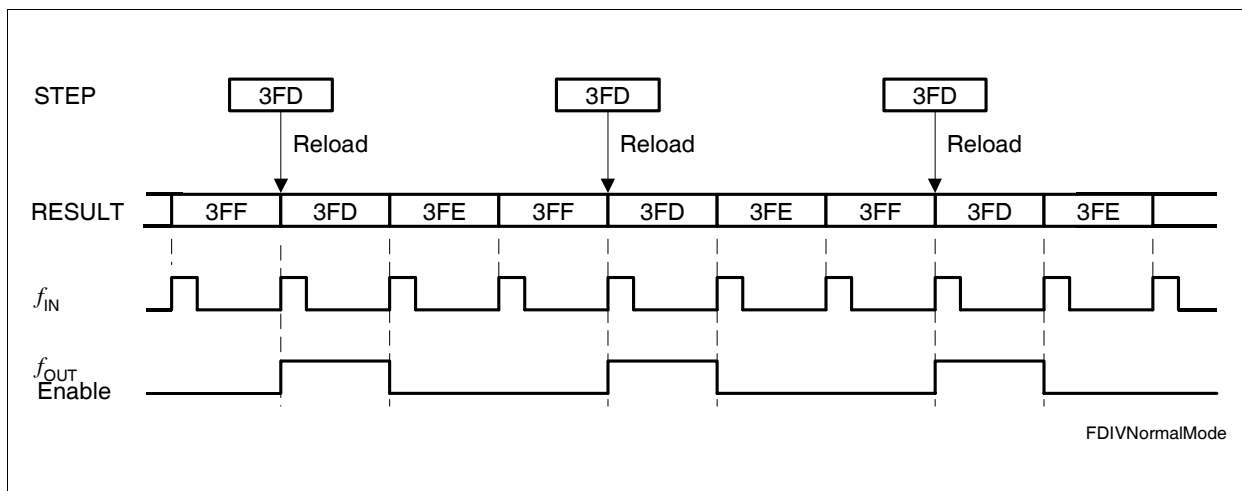 STEP 3FD 3FD 3FD
Reload Reload Reload
RESULT 3FF 3FD 3FE 3FF 3FD 3FE 3FF 3FD 3FE
fIN
fOUT
Enable
FDIVNormalMode